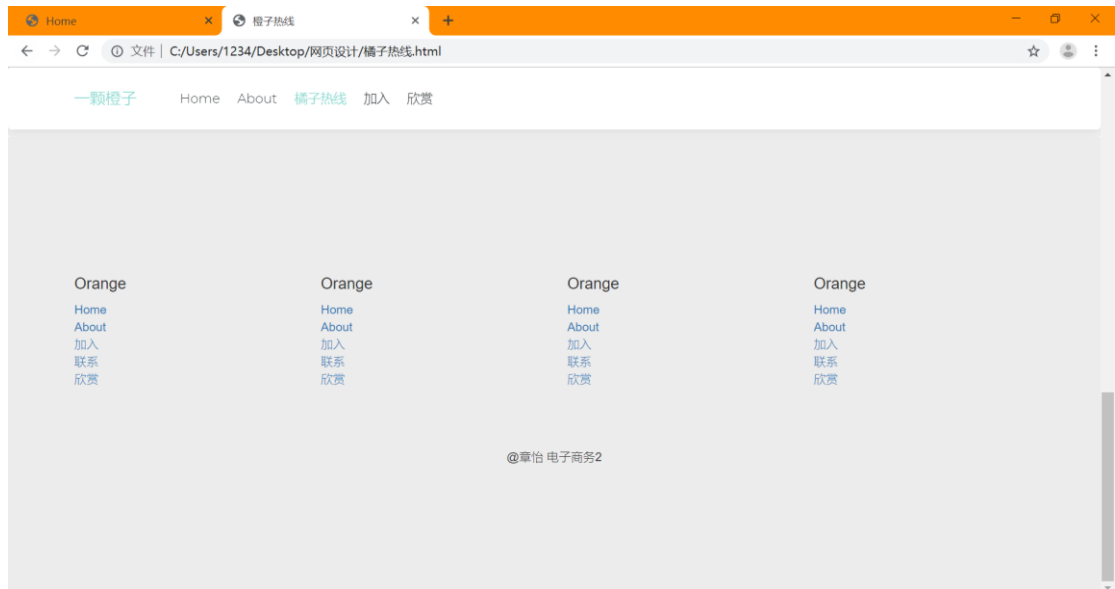 Home 橙子热线
文件 C:/Users/1234/Desktop/网页设计/橘子热线.html
一颗橙子 Home About 橘子热线 加入 欣赏
Orange Orange Orange Orange
Home Home Home Home
About About About About
加入 加入 加入 加入
联系 联系 联系 联系
欣赏 欣赏 欣赏 欣赏
@章怡 电子商务2